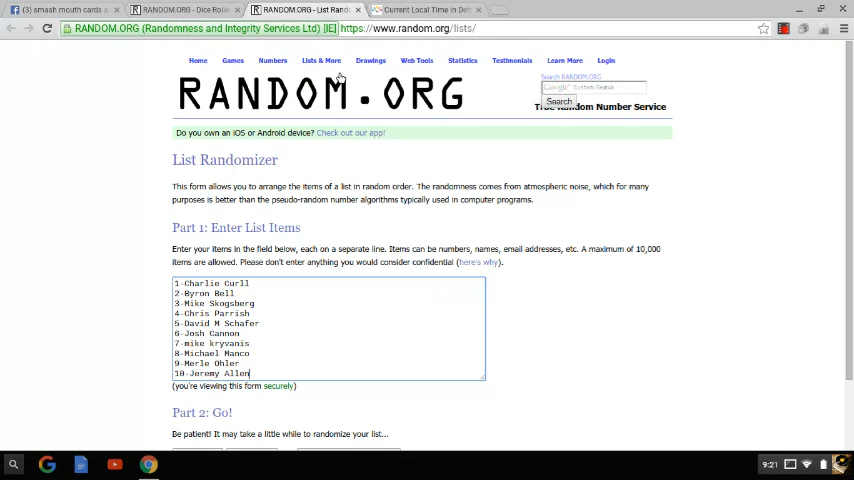 (3) smash mouth cards a
RANDOM.ORG - Dice Rolle
RANDOM.ORG - List Rand
Current Local Time in Det
RANDOM.ORG (Randomness and Integrity Services Ltd) [IE] https://www.random.org/lists/
Home Games Numbers Lists & More Drawings Web Tools Statistics Testimonials Learn More Login
Search RANDOM.ORG
Google Custom Search
Search
RANDOM.ORG
True Random Number Service
Do you own an iOS or Android device? Check out our app!
List Randomizer
This form allows you to arrange the items of a list in random order. The randomness comes from atmospheric noise, which for many
purposes is better than the pseudo-random number algorithms typically used in computer programs.
Part 1: Enter List Items
Enter your items in the field below, each on a separate line. Items can be numbers, names, email addresses, etc. A maximum of 10,000
items are allowed. Please don't enter anything you would consider confidential (here's why).
1-Charlie Curll
2-Byron Bell
3-Mike Skogsberg
4-Chris Parrish
5-David M Schafer
6-Josh Cannon
7-mike kryvanis
8-Michael Manco
9-Merle Ohler
10-Jeremy Allen
(you're viewing this form securely)
Part 2: Go!
Be patient! It may take a little while to randomize your list...
9:21